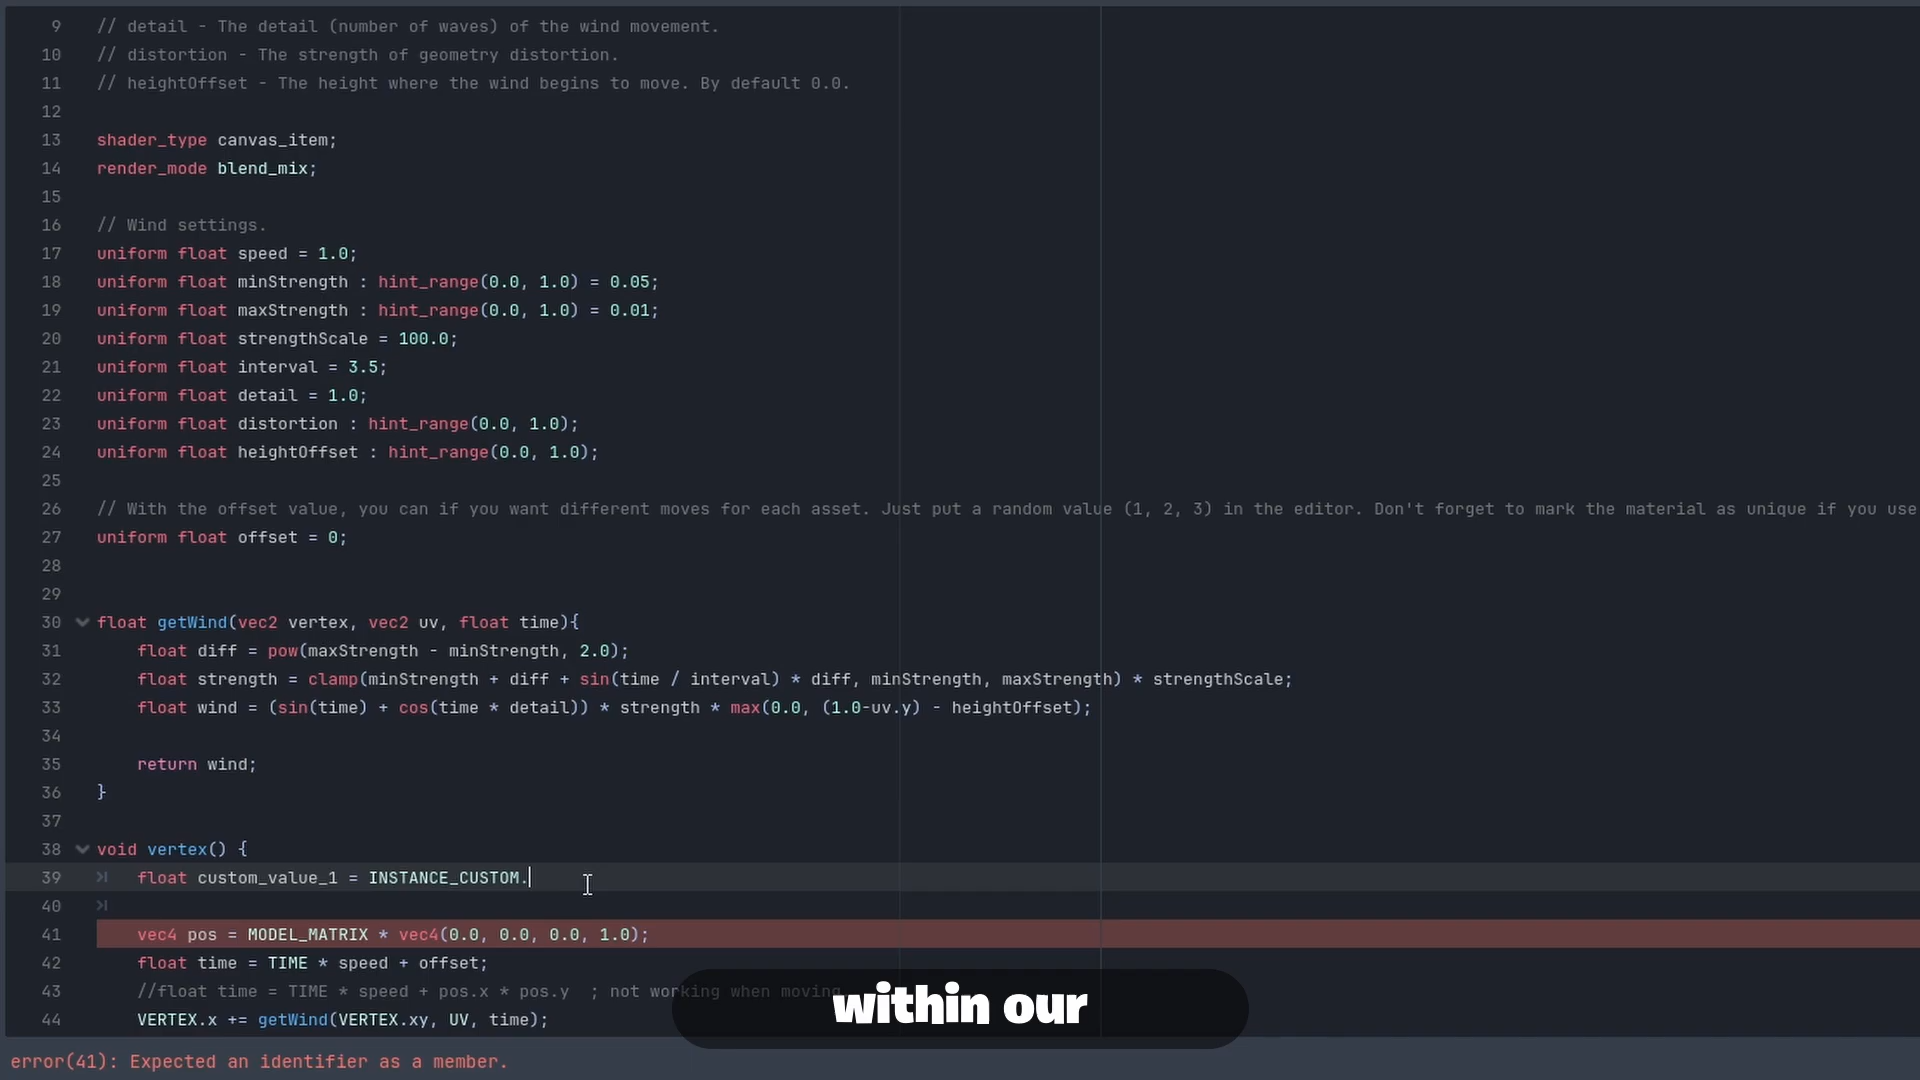 9 // detail - The detail (number of waves) of the wind movement.
10 // distortion - The strength of geometry distortion.
11 // heightOffset - The height where the wind begins to move. By default 0.0.
12
13 shader_type canvas_item;
14 render_mode blend_mix;
15
16 // Wind settings.
17 uniform float speed = 1.0;
18 uniform float minStrength : hint_range(0.0, 1.0) = 0.05;
19 uniform float maxStrength : hint_range(0.0, 1.0) = 0.01;
20 uniform float strengthScale = 100.0;
21 uniform float interval = 3.5;
22 uniform float detail = 1.0;
23 uniform float distortion : hint_range(0.0, 1.0);
24 uniform float heightOffset : hint_range(0.0, 1.0);
25
26 // With the offset value, you can if you want different moves for each asset. Just put a random value (1, 2, 3) in the editor. Don't forget to mark the material as unique if you use
27 uniform float offset = 0;
28
29
30 float getWind(vec2 vertex, vec2 uv, float time){
31 float diff = pow(maxStrength - minStrength, 2.0);
32 float strength = clamp(minStrength + diff + sin(time / interval) * diff, minStrength, maxStrength) * strengthScale;
33 float wind = (sin(time) + cos(time * detail)) * strength * max(0.0, (1.0-uv.y) - heightOffset);
34
35 return wind;
36 }
37
38 void vertex() {
39 float custom_value_1 = INSTANCE_CUSTOM.
40
41 vec4 pos = MODEL_MATRIX * vec4(0.0, 0.0, 0.0, 1.0);
42 float time = TIME * speed + offset;
43 //float time = TIME * speed + pos.x * pos.y ; not working when moving
44 VERTEX.x += getWind(VERTEX.xy, UV, time);
within our
error(41): Expected an identifier as a member.